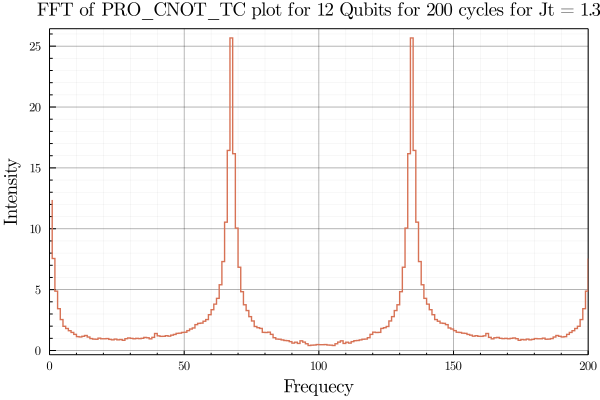 FFT of PRO_CNOT_TC plot for 12 Qubits for 200 cycles for Jt = 1.3
Intensity
25
20
15
10
5
0
0 50 100 150 200
Frequecy